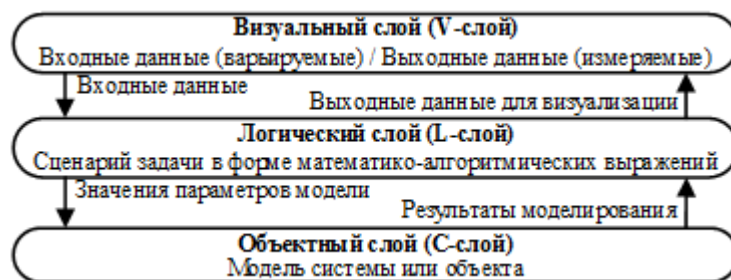 Визуальный слой (V-слой)
Входные данные (варьируемые) / Выходные данные (измеряемые)
Входные данные
Выходные данные для визуализации
Логический слой (L-слой)
Сценарий задачи в форме математико-алгоритмических выражений
Значения параметров модели
Результаты моделирования
Объектный слой (С-слой)
Модель системы или объекта